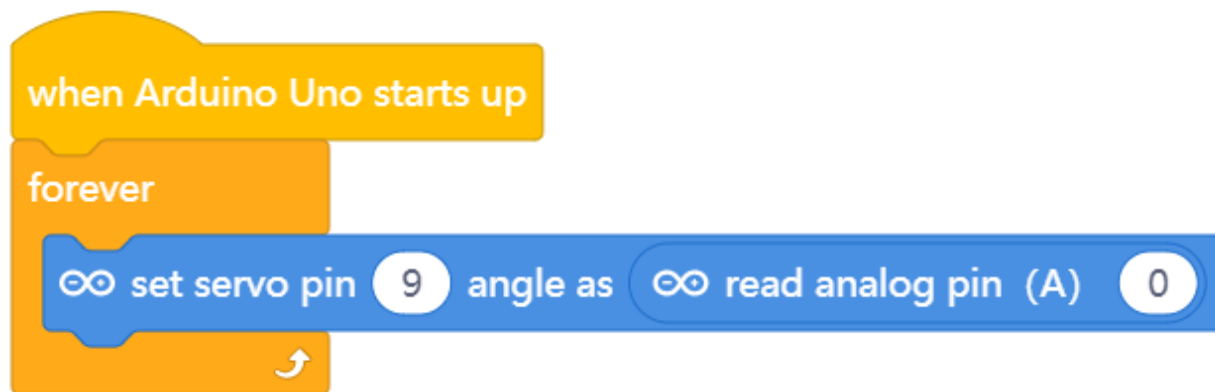 when Arduino Uno starts up
forever
set servo pin 9 angle as read analog pin (A) 0